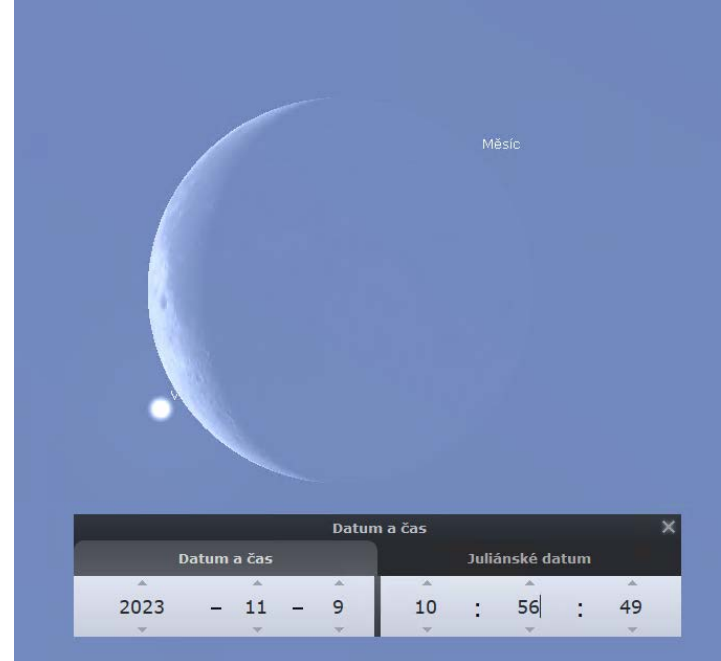 Měsíc
Datum a čas
Datum a čas Juliánské datum
2023 – 11 – 9 10 : 56 : 49